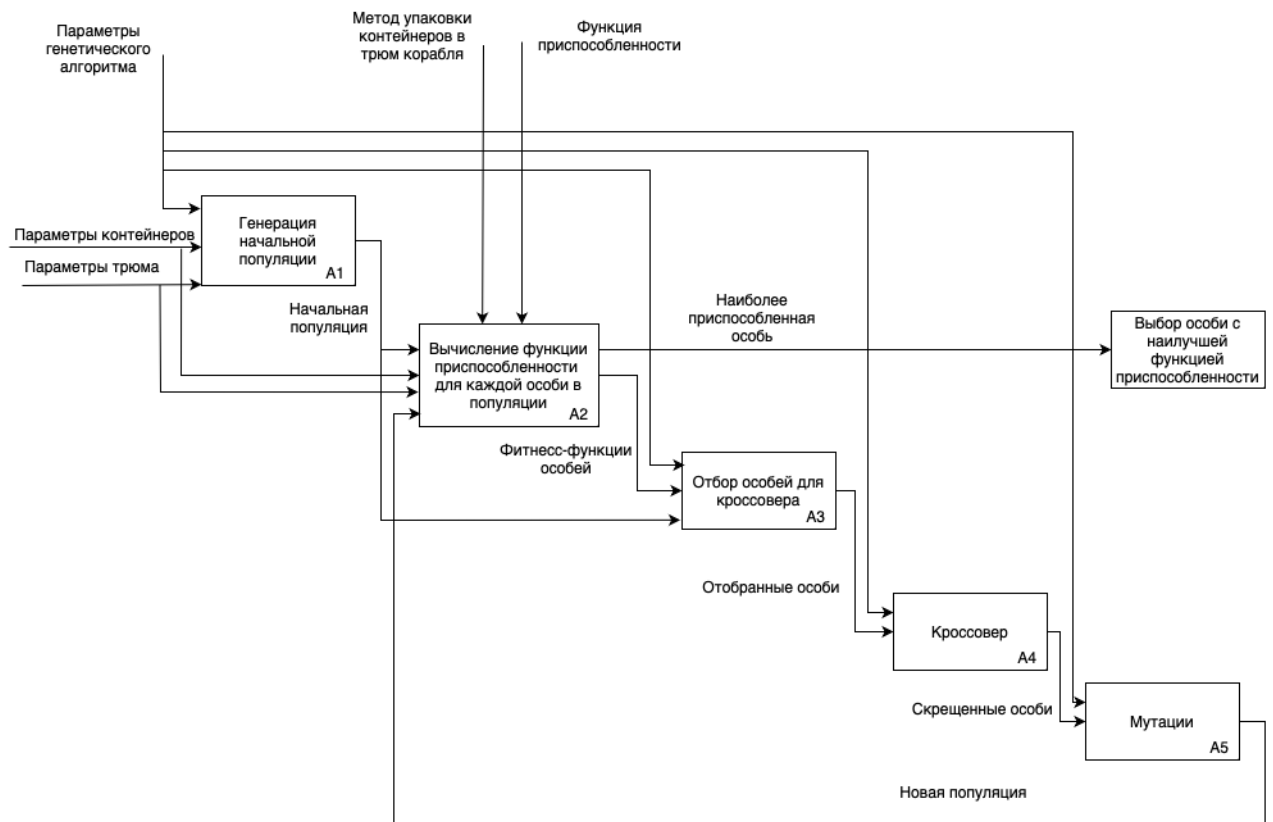 Параметры
генетического
алгоритма
Метод упаковки
контейнеров в
трюм корабля
Функция
приспособленности
Генерация
начальной
популяции
A1
Параметры контейнеров
Параметры трюма
Начальная
популяция
Вычисление функции
приспособленности
для каждой особи в
популяции
A2
Наиболее
приспособленная
особь
Выбор особи с
наилучшей
функцией
приспособленности
Фитнесс-функции
особей
Отбор особей для
кроссовера
A3
Отобранные особи
Кроссовер
A4
Скрещенные особи
Мутации
A5
Новая популяция